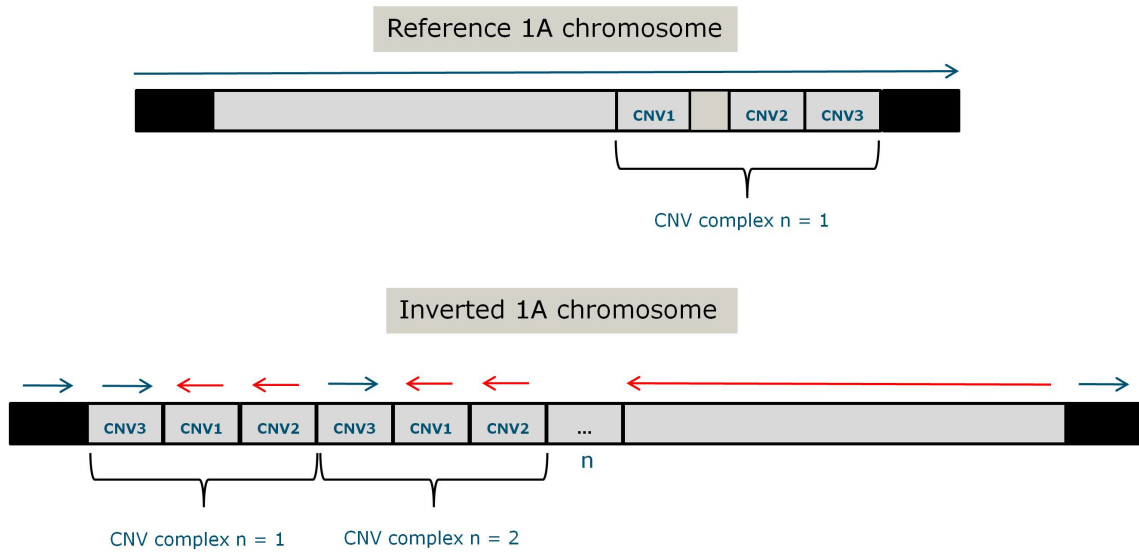 Reference 1A chromosome
CNV1 CNV2 CNV3
CNV complex n = 1
Inverted 1A chromosome
CNV3 CNV1 CNV2 CNV3 CNV1 CNV2 ...
n
CNV complex n = 1 CNV complex n = 2